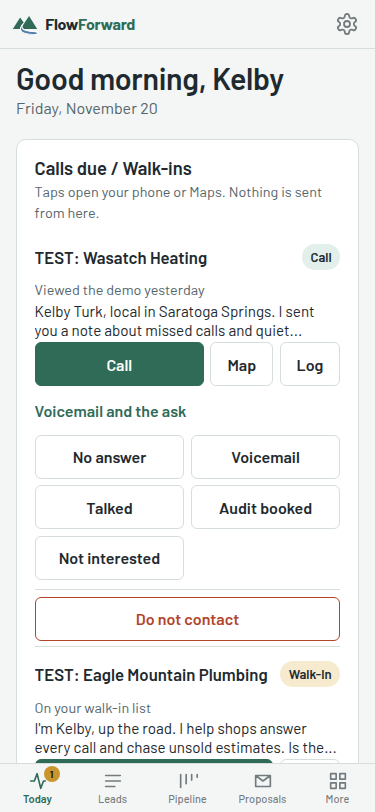 FlowForward
Good morning, Kelby
Friday, November 20
Calls due / Walk-ins
Taps open your phone or Maps. Nothing is sent
from here.
TEST: Wasatch Heating
Call
Viewed the demo yesterday
Kelby Turk, local in Saratoga Springs. I sent
you a note about missed calls and quiet...
Call
Map
Log
Voicemail and the ask
No answer
Voicemail
Talked
Audit booked
Not interested
Do not contact
TEST: Eagle Mountain Plumbing
Walk-in
On your walk-in list
I'm Kelby, up the road. I help shops answer
every call and chase unsold estimates. Is the...
1
Today
Leads
Pipeline
Proposals
More